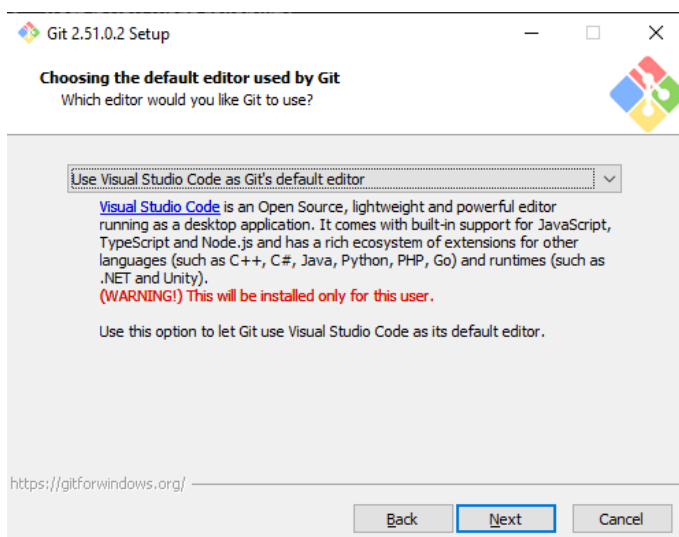 Git 2.51.0.2 Setup
Choosing the default editor used by Git
Which editor would you like Git to use?
Use Visual Studio Code as Git's default editor
Visual Studio Code is an Open Source, lightweight and powerful editor
running as a desktop application. It comes with built-in support for JavaScript,
TypeScript and Node.js and has a rich ecosystem of extensions for other
languages (such as C++, C#, Java, Python, PHP, Go) and runtimes (such as
.NET and Unity).
(WARNING!) This will be installed only for this user.
Use this option to let Git use Visual Studio Code as its default editor.
https://gitforwindows.org/
Back Next Cancel